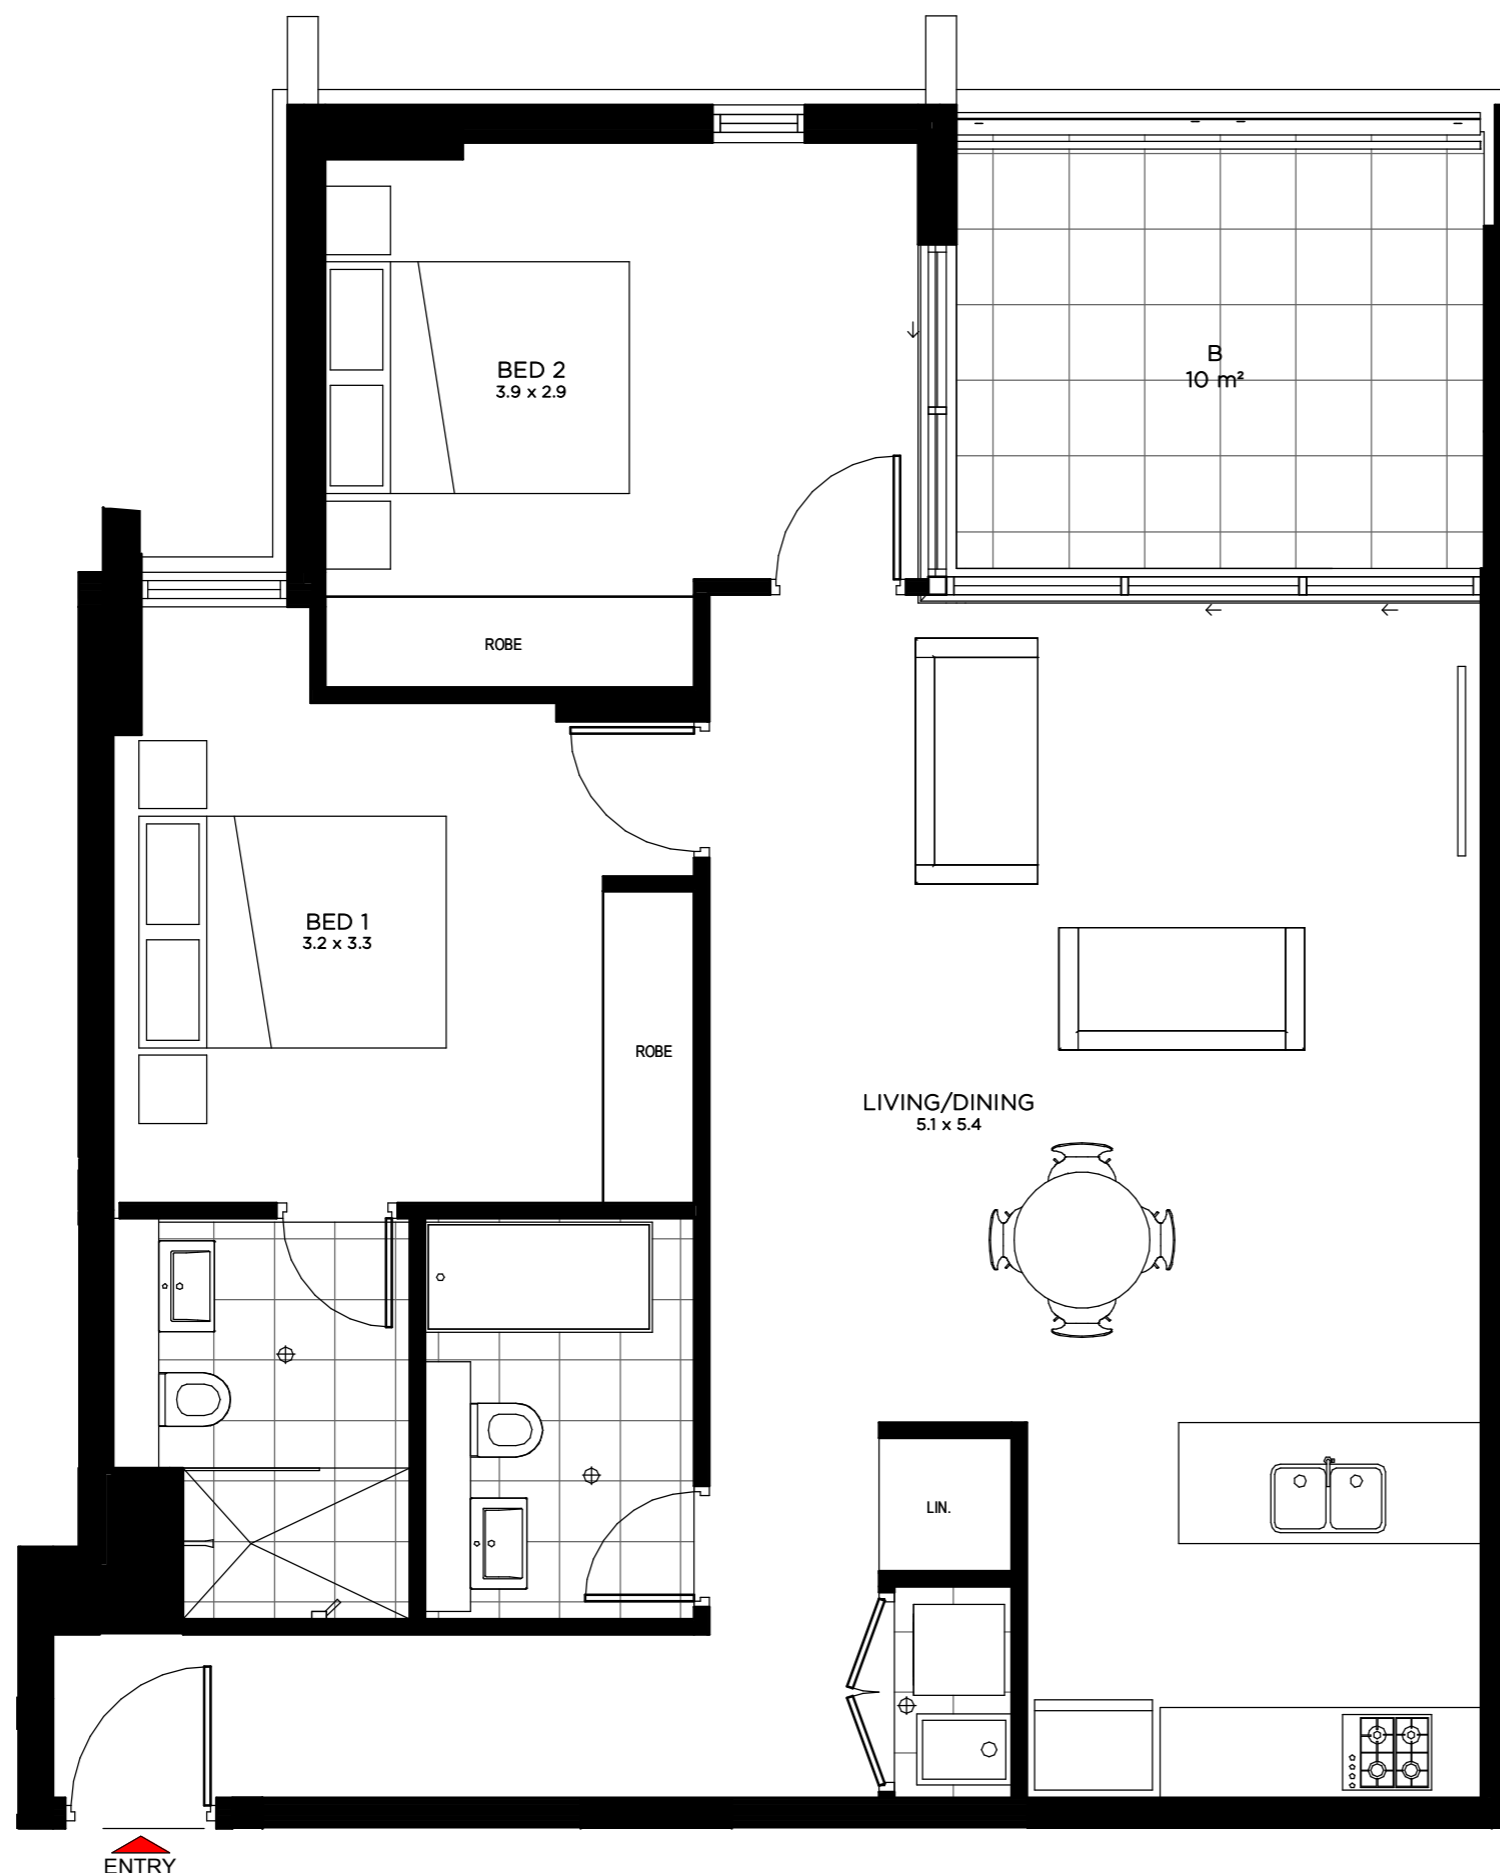 BED 2
3.9 x 2.9
B
10 m²
ROBE
BED 1
3.2 x 3.3
ROBE
LIVING/DINING
5.1 x 5.4
LIN.
ENTRY